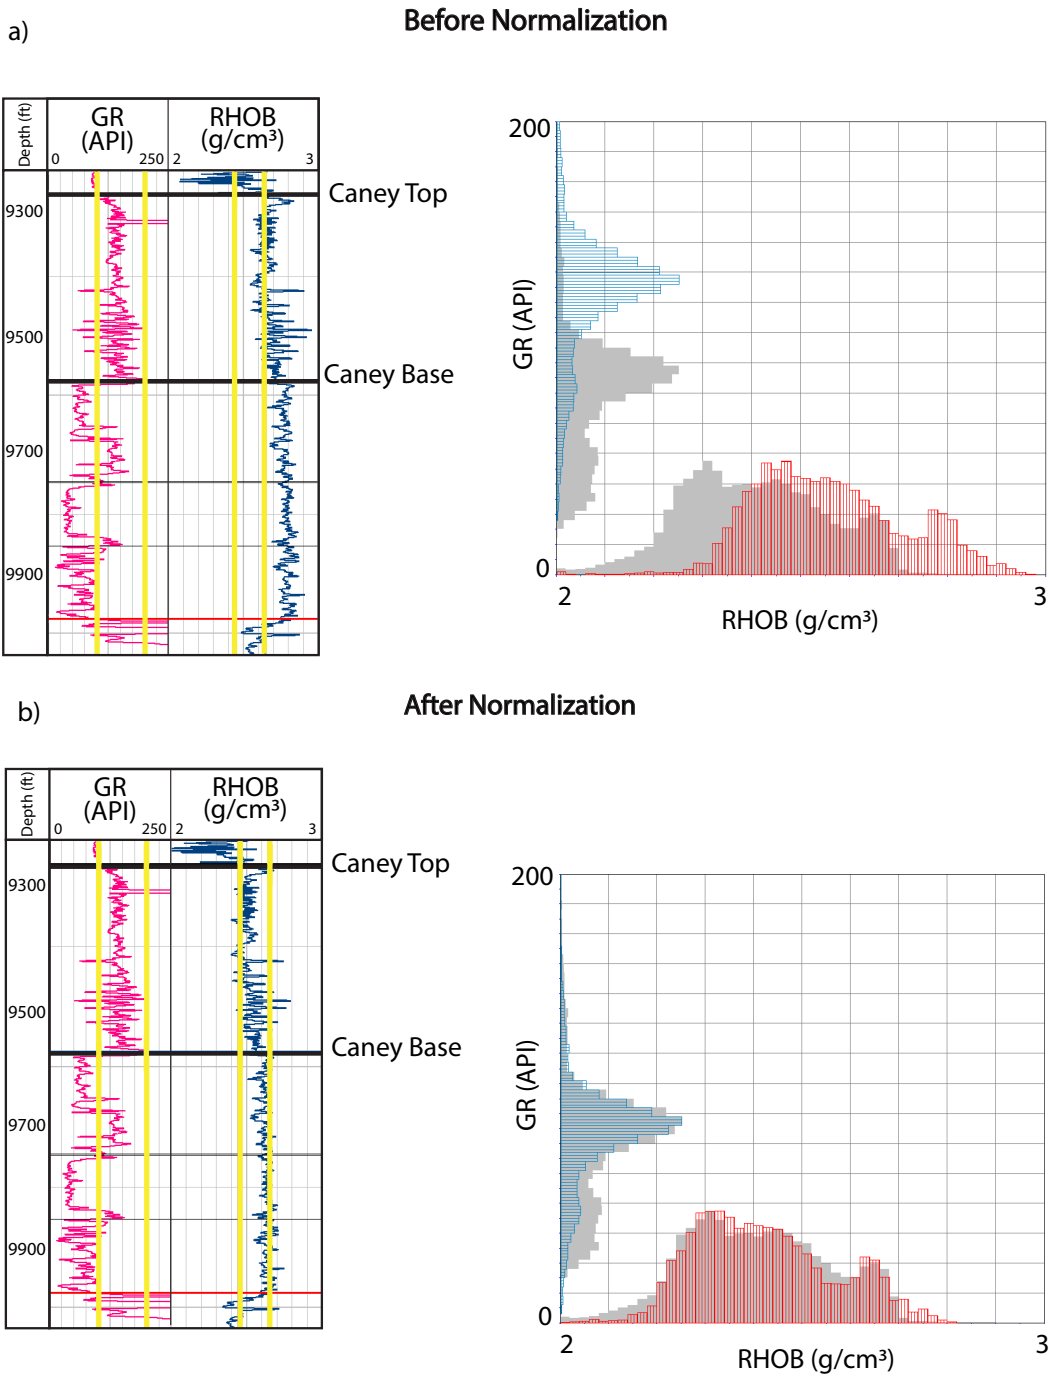 Before Normalization
a)
Depth (ft)
GR
(API)
0 250
RHOB
(g/cm³)
2 3
Caney Top
9300
9500
Caney Base
9700
9900
200
GR (API)
0
2 3
RHOB (g/cm³)
After Normalization
b)
Depth (ft)
GR
(API)
0 250
RHOB
(g/cm³)
2 3
Caney Top
9300
9500
Caney Base
9700
9900
200
GR (API)
0
2 3
RHOB (g/cm³)